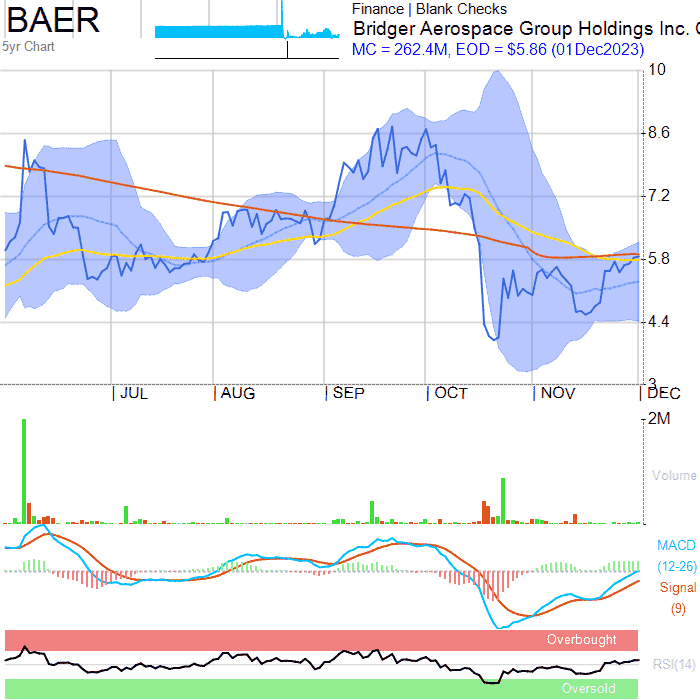 BAER
5yr Chart
Finance | Blank Checks
Bridger Aerospace Group Holdings Inc.
MC = 262.4M, EOD = $5.86 (01Dec2023)
10
8.6
7.2
5.8
4.4
3
JUL AUG SEP OCT NOV DEC
2M
Volume
MACD
(12-26)
Signal
(9)
Overbought
RSI(14)
Oversold